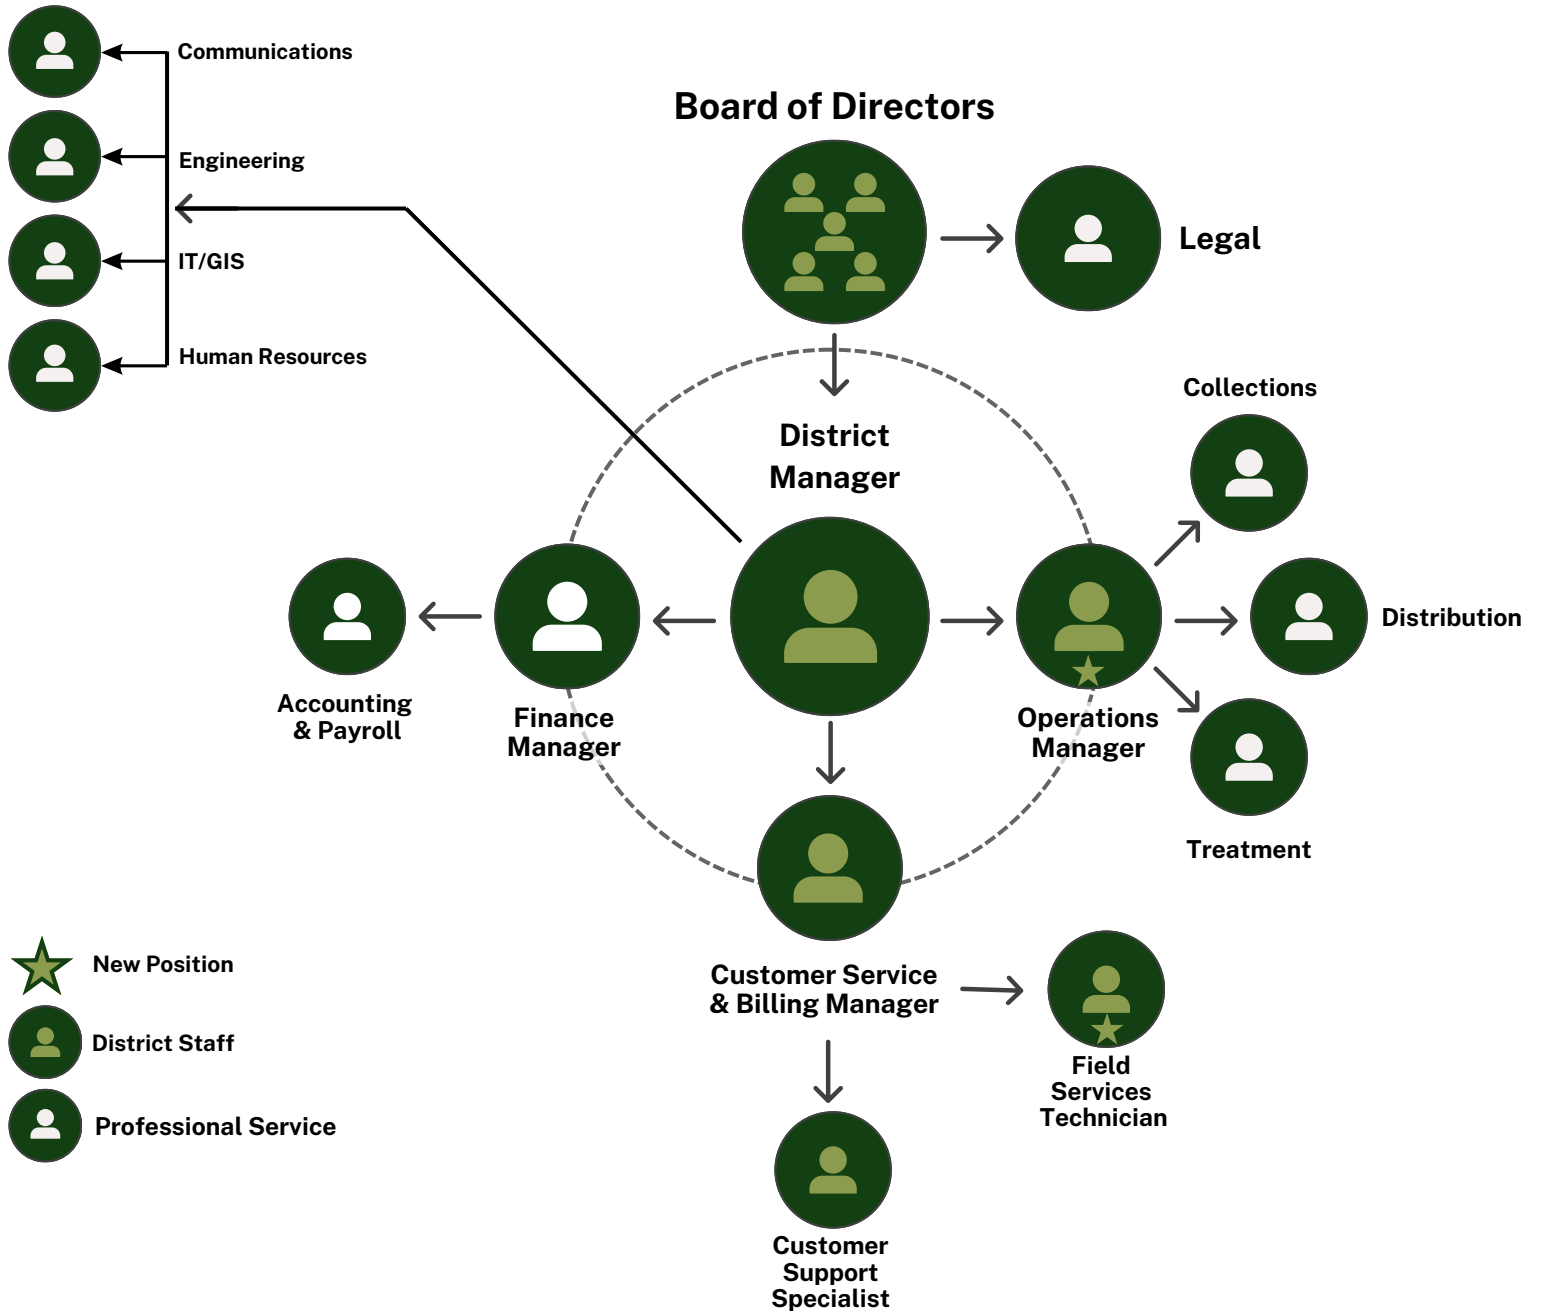 Communications
Engineering
IT/GIS
Human Resources
Board of Directors
Legal
District
Manager
Collections
Distribution
Treatment
Operations
Manager
Finance
Manager
Accounting
& Payroll
Customer Service
& Billing Manager
Field
Services
Technician
Customer
Support
Specialist
New Position
District Staff
Professional Service